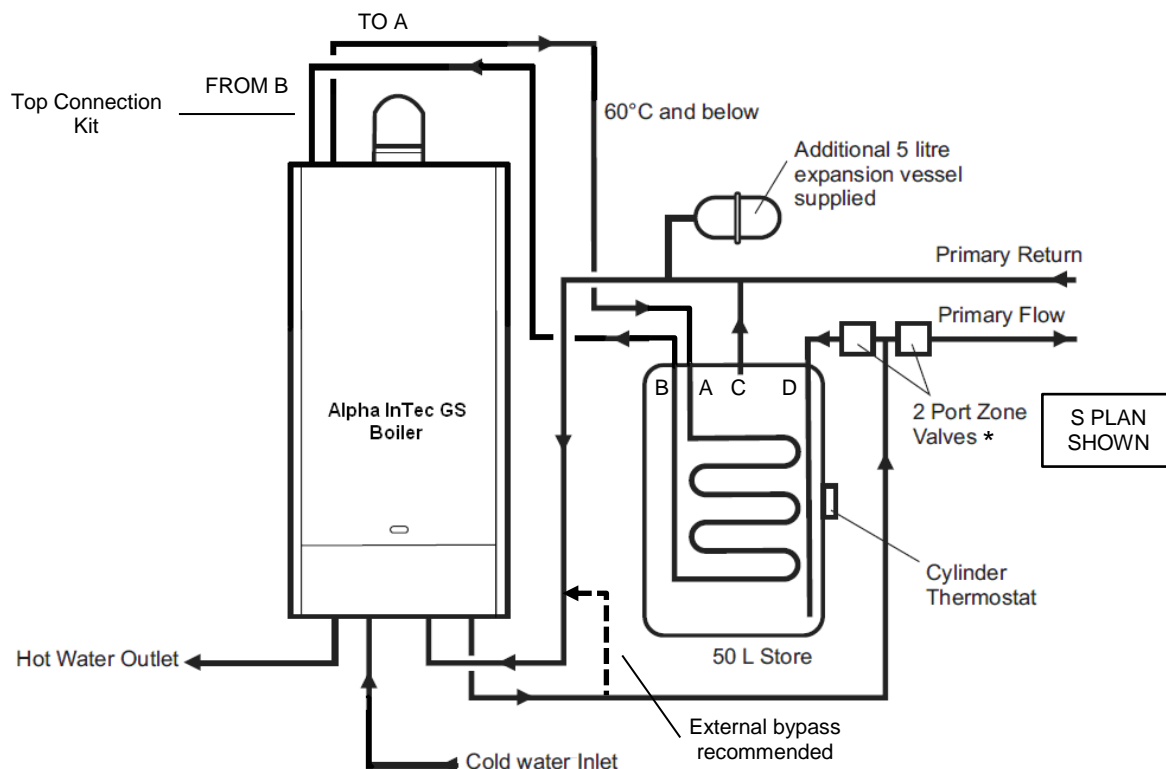 TO A
FROM B
Top Connection
Kit
60°C and below
Additional 5 litre
expansion vessel
supplied
Primary Return
Primary Flow
B A C D
Alpha InTec GS
Boiler
2 Port Zone
Valves *
S PLAN
SHOWN
Cylinder
Thermostat
50 L Store
Hot Water Outlet
External bypass
recommended
Cold water Inlet